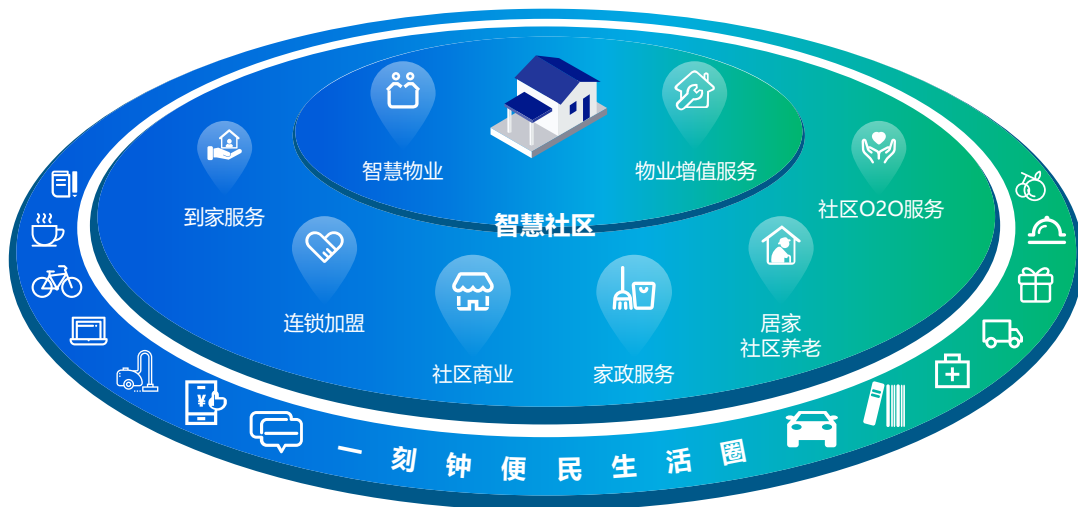 智慧物业
物业增值服务
到家服务
智慧社区
社区O2O服务
连锁加盟
社区商业
家政服务
居家
社区养老
¥
一刻钟便民生活圈